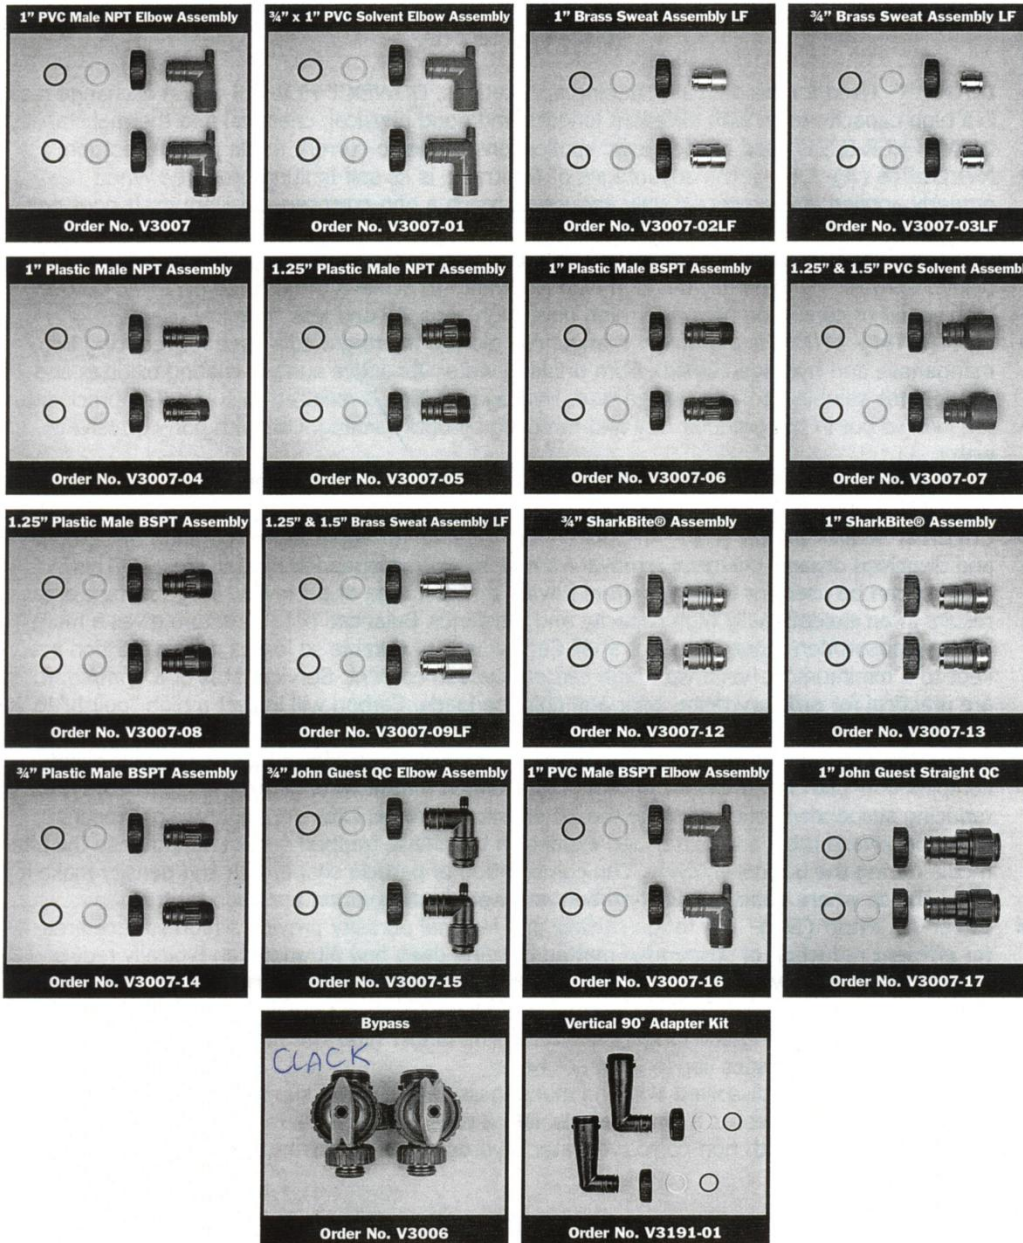 1” PVC Male NPT Elbow Assembly
¾” x 1” PVC Solvent Elbow Assembly
1” Brass Sweat Assembly LF
¾” Brass Sweat Assembly LF
Order No. V3007
Order No. V3007-01
Order No. V3007-02LF
Order No. V3007-03LF
1” Plastic Male NPT Assembly
1.25” Plastic Male NPT Assembly
1” Plastic Male BSPT Assembly
1.25” & 1.5” PVC Solvent Assemb
Order No. V3007-04
Order No. V3007-05
Order No. V3007-06
Order No. V3007-07
1.25” Plastic Male BSPT Assembly
1.25” & 1.5” Brass Sweat Assembly LF
¾” SharkBite® Assembly
1” SharkBite® Assembly
Order No. V3007-08
Order No. V3007-09LF
Order No. V3007-12
Order No. V3007-13
¾” Plastic Male BSPT Assembly
¾” John Guest QC Elbow Assembly
1” PVC Male BSPT Elbow Assembly
1” John Guest Straight QC
Order No. V3007-14
Order No. V3007-15
Order No. V3007-16
Order No. V3007-17
Bypass
Vertical 90° Adapter Kit
CLACK
Order No. V3006
Order No. V3191-01